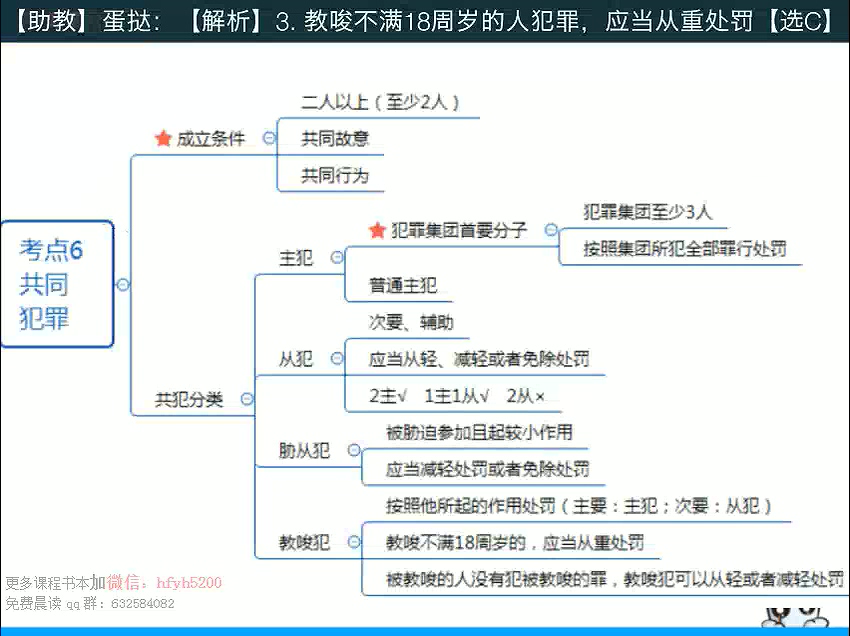 【助教】 蛋挞： 【解析】3. 教唆不满18周岁的人犯罪，应当从重处罚【选C】
二人以上（至少2人）
成立条件
共同故意
共同行为
犯罪集团至少3人
犯罪集团首要分子
按照集团所犯全部罪行处罚
考点6
共同
犯罪
主犯
普通主犯
次要、辅助
从犯
应当从轻、减轻或者免除处罚
2主√ 1主1从√ 2从×
共犯分类
被胁迫参加且起较小作用
胁从犯
应当减轻处罚或者免除处罚
按照他所起的作用处罚（主要：主犯；次要：从犯）
教唆犯
教唆不满18周岁的，应当从重处罚
被教唆的人没有犯被教唆的罪，教唆犯可以从轻或者减轻处罚
更多课程书本加微信：hfyh5200
免费晨读 qq 群：632584082